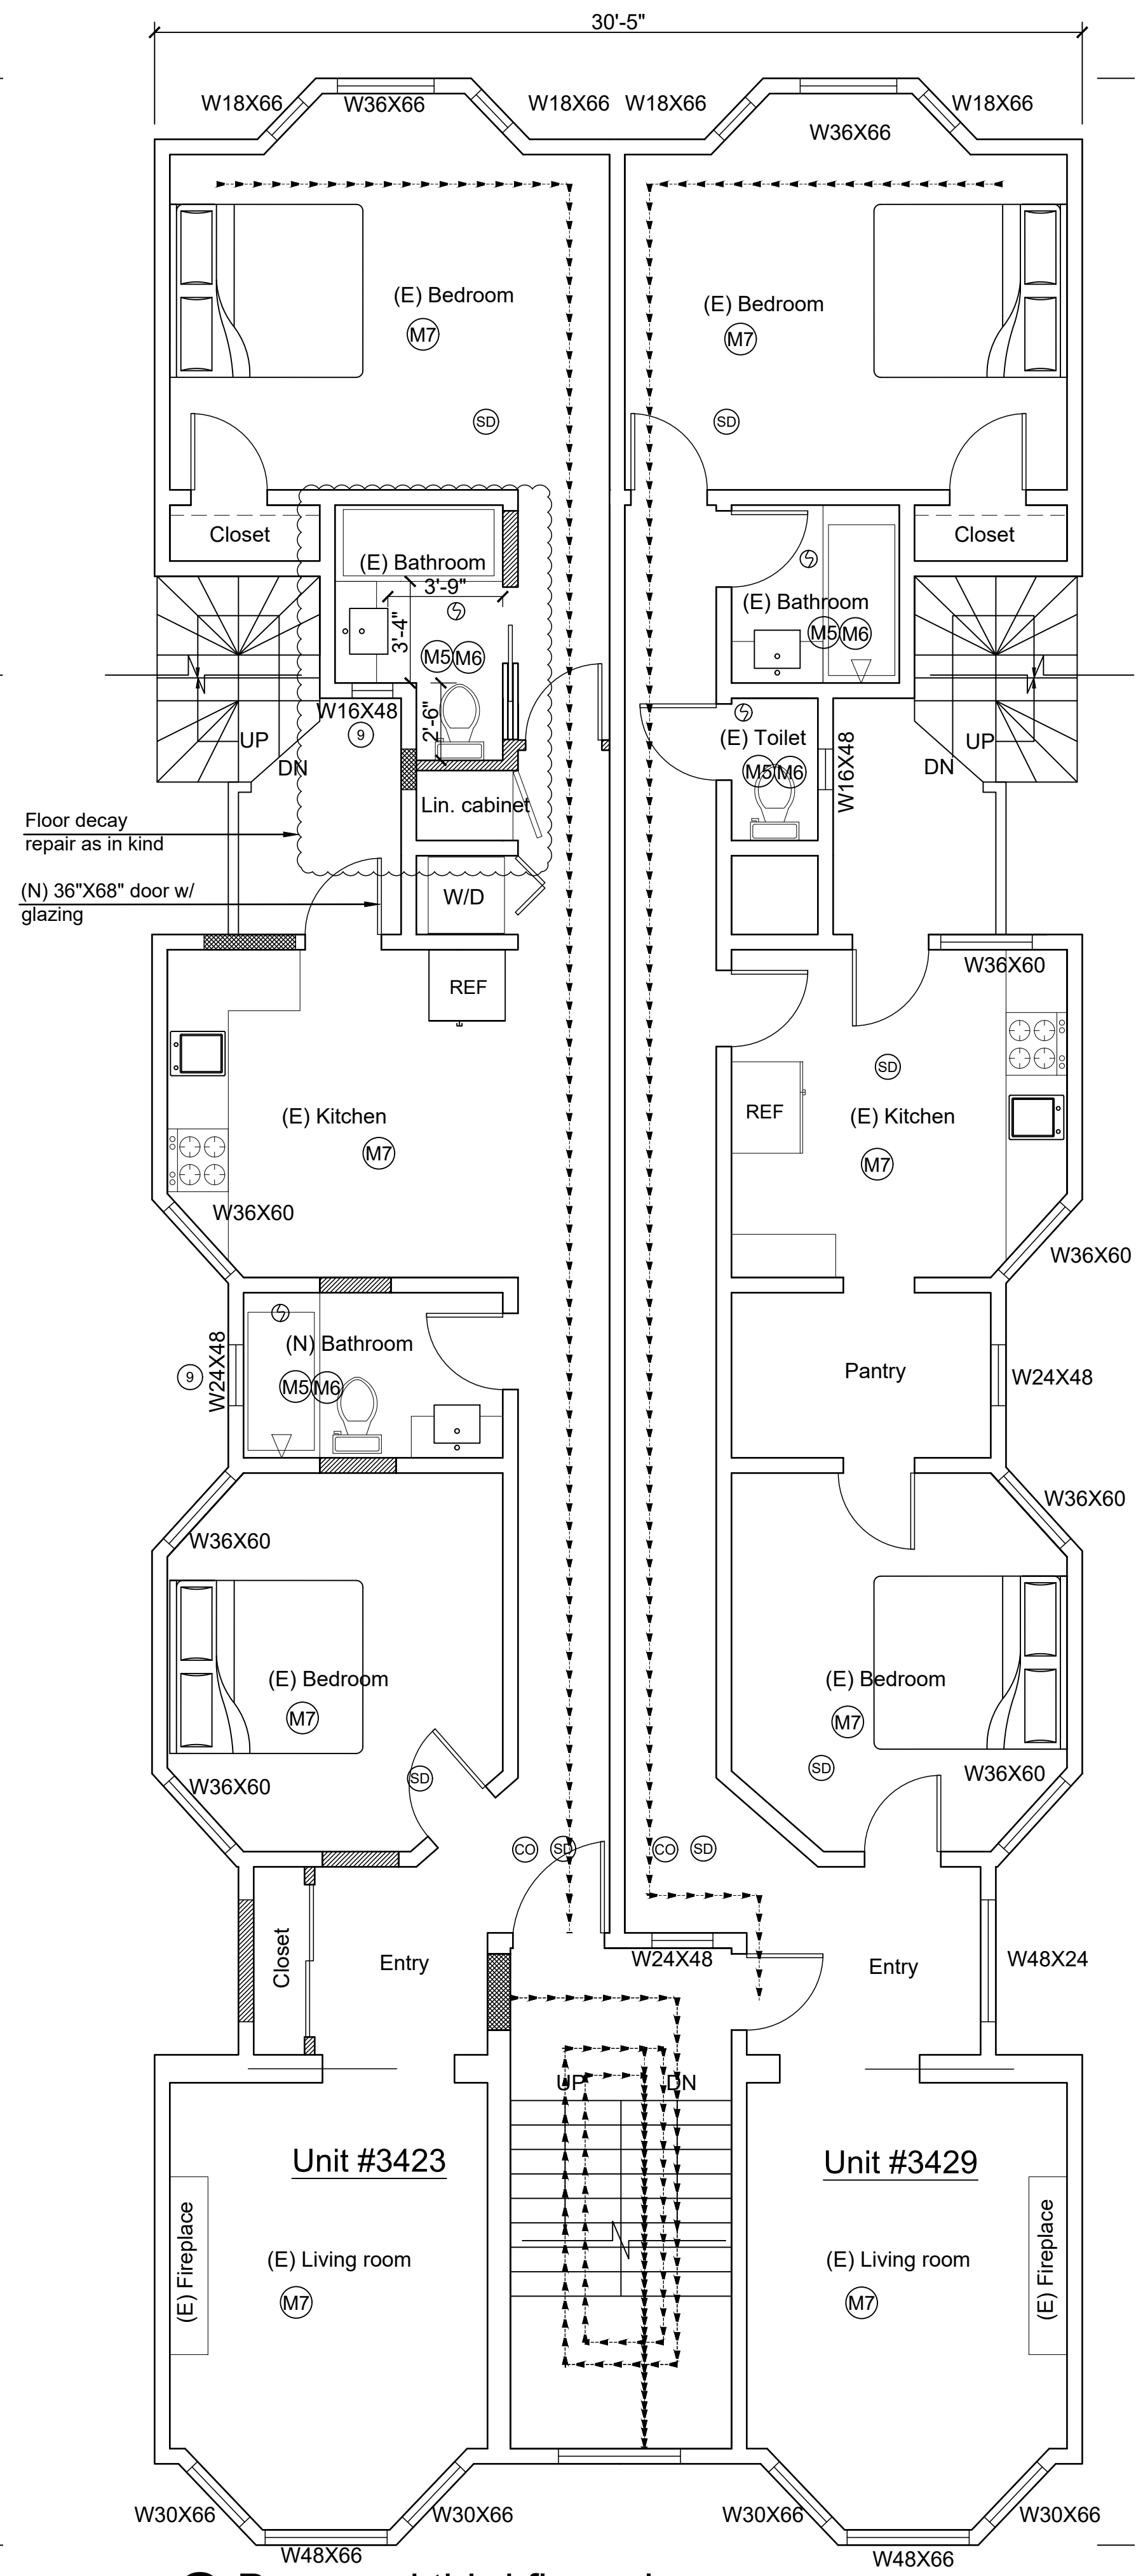 30'-5"
W18X66
W36X66
W18X66
W18X66
W36X66
W18X66
(E) Bedroom
M7
SD
(E) Bedroom
M7
SD
Closet
(E) Bathroom
3'-9"
3'-4"
M5 M6
2'-6"
W16X48
9
UP
DN
Lin. cabinet
W/D
REF
Floor decay
repair as in kind
(N) 36"X68" door w/
glazing
Closet
(E) Bathroom
M5 M6
(E) Toilet
M5 M6
W16X48
UP
DN
W36X60
(E) Kitchen
M7
W36X60
SD
REF
(E) Kitchen
M7
W36X60
(N) Bathroom
M5 M6
9
W24X48
Pantry
W24X48
W36X60
W36X60
(E) Bedroom
M7
SD
W36X60
(E) Bedroom
M7
SD
W36X60
CO
SD
CO
SD
Closet
Entry
W24X48
Entry
W48X24
UP
DN
Unit #3423
Unit #3429
(E) Fireplace
(E) Living room
M7
(E) Living room
M7
(E) Fireplace
W30X66
W30X66
W48X66
W30X66
W30X66
W48X66